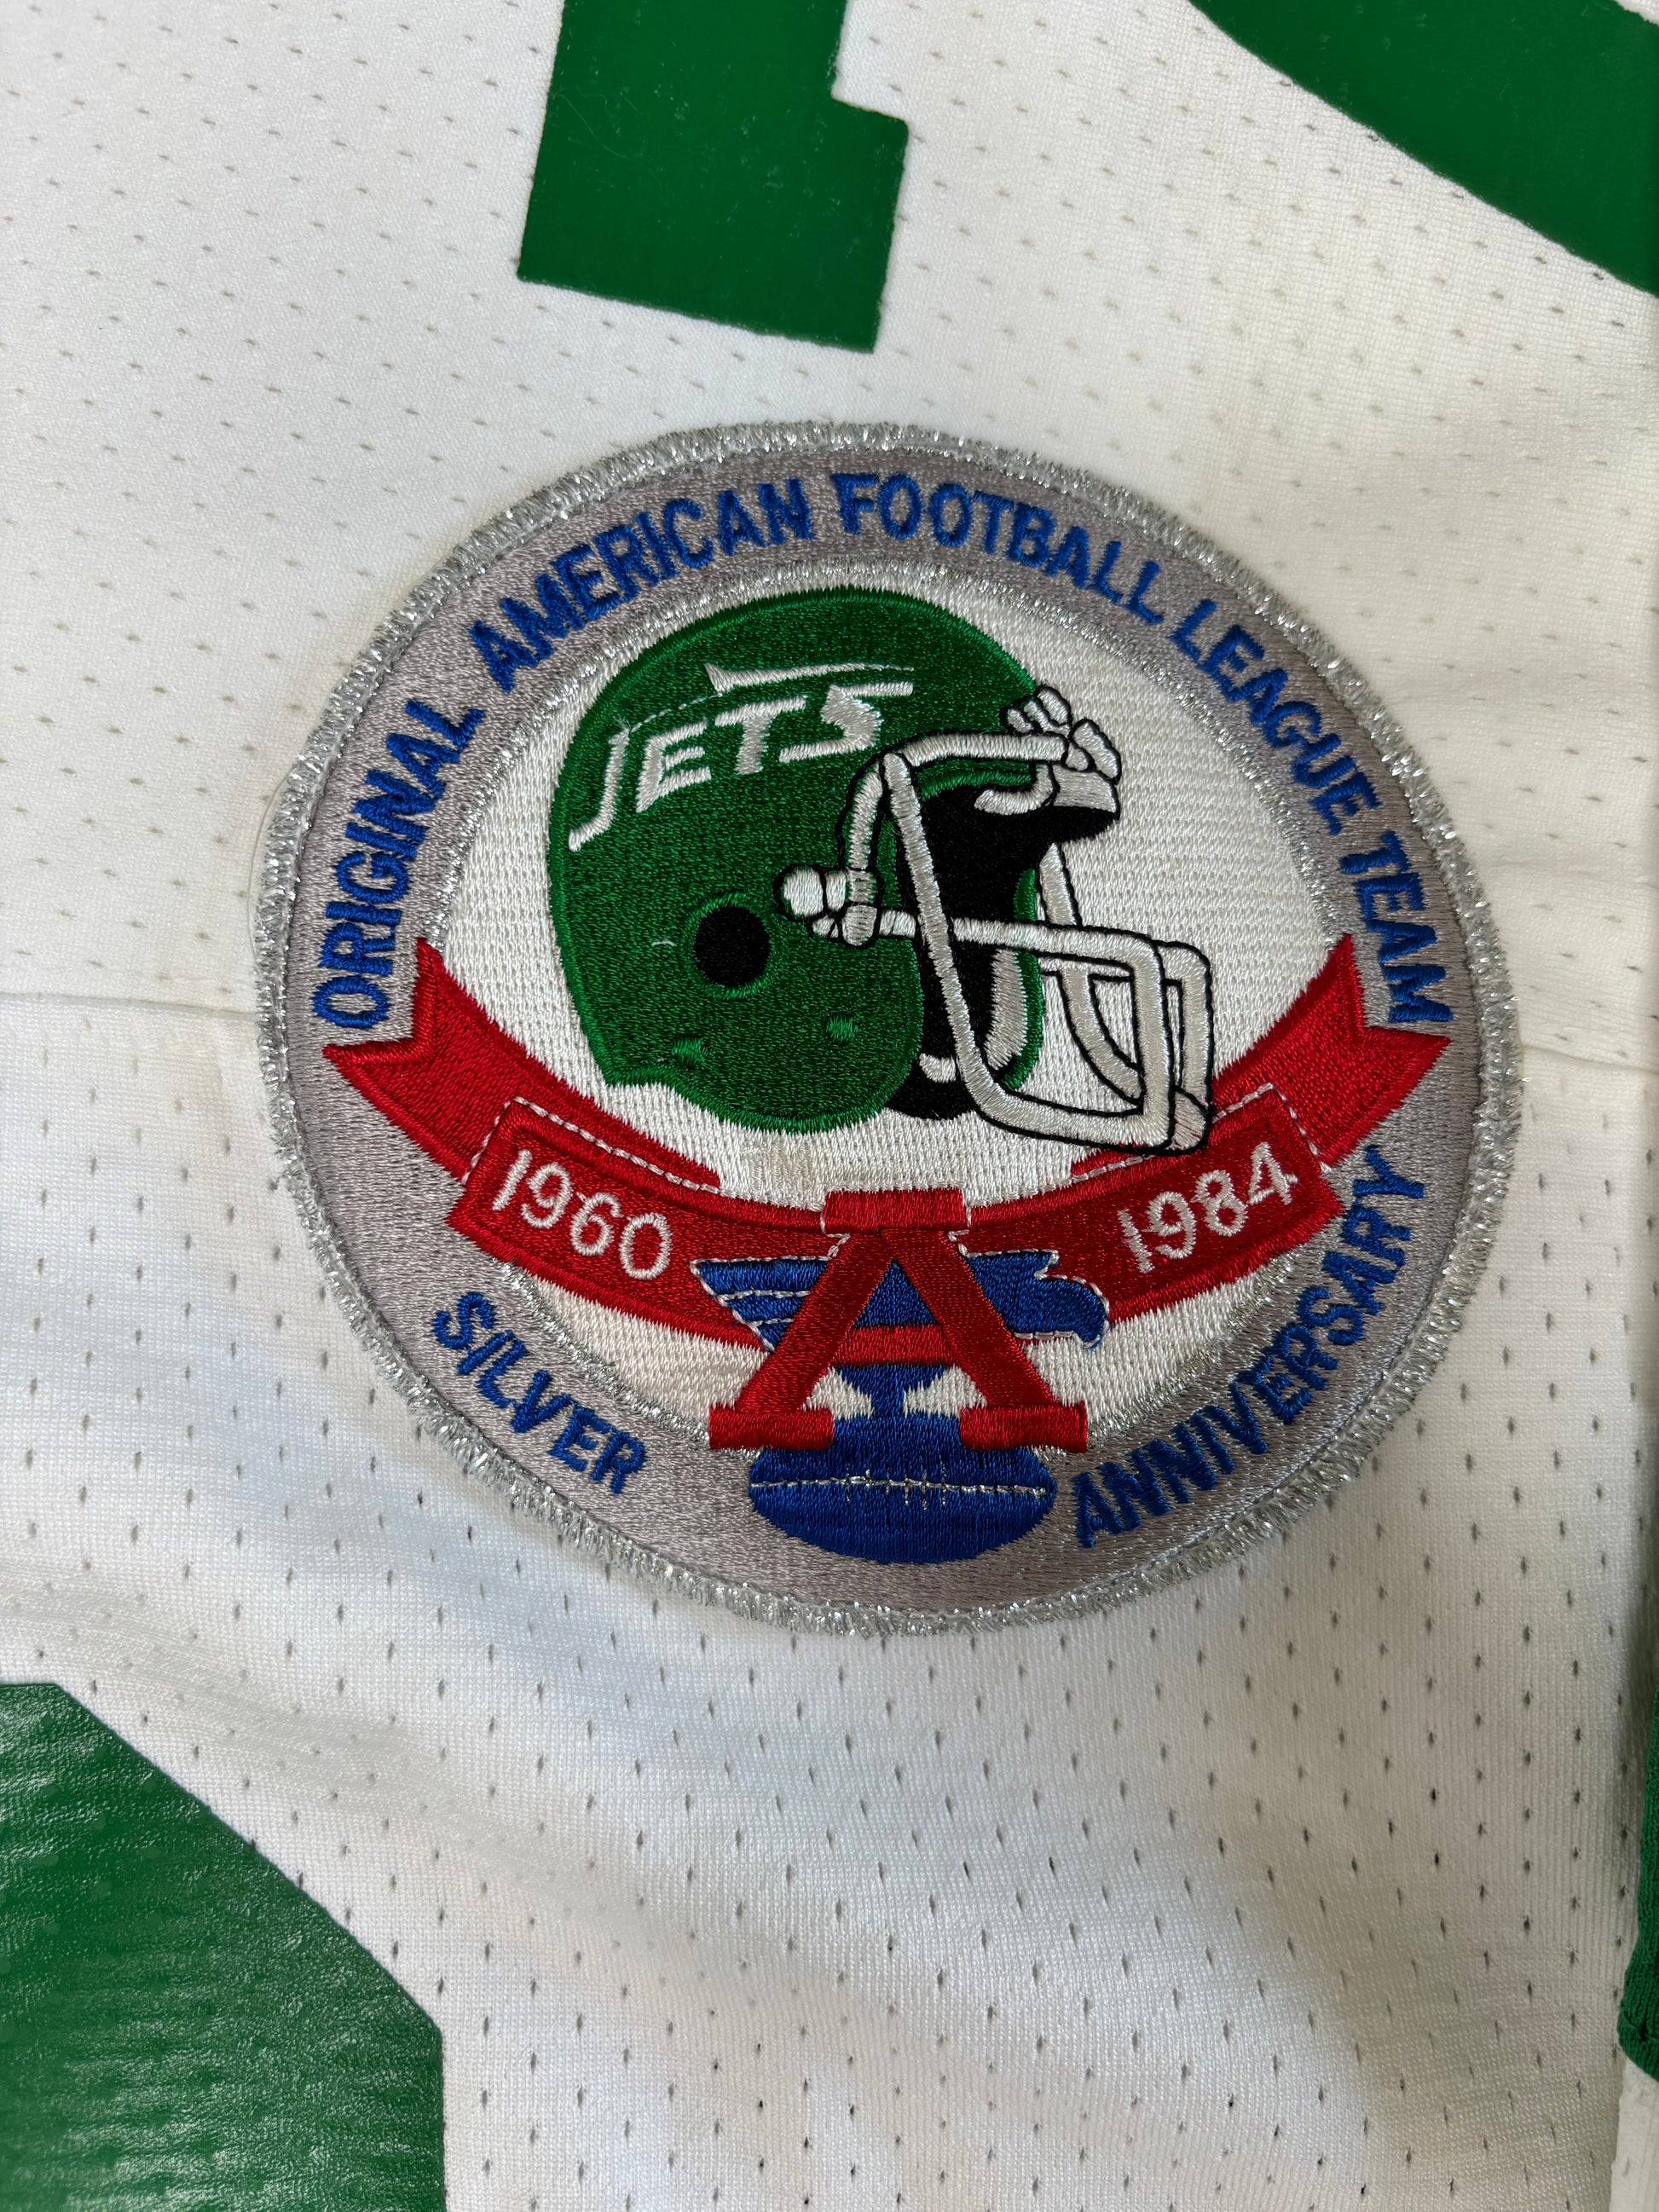 ORIGINAL AMERICAN FOOTBALL LEAGUE TEAM
JETS
1960
1984
A
SILVER ANNIVERSARY